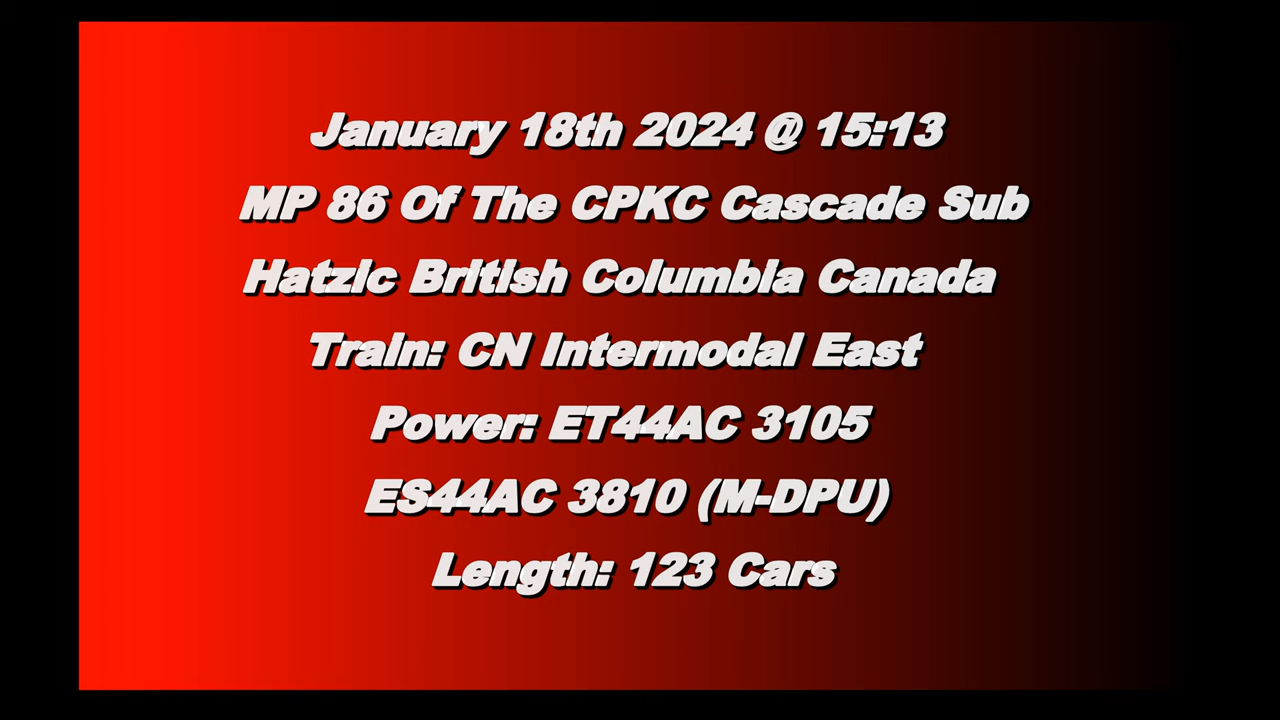 January 18th 2024 @ 15:13
MP 86 Of The CPKC Cascade Sub
Hatzic British Columbia Canada
Train: CN Intermodal East
Power: ET44AC 3105
ES44AC 3810 (M-DPU)
Length: 123 Cars